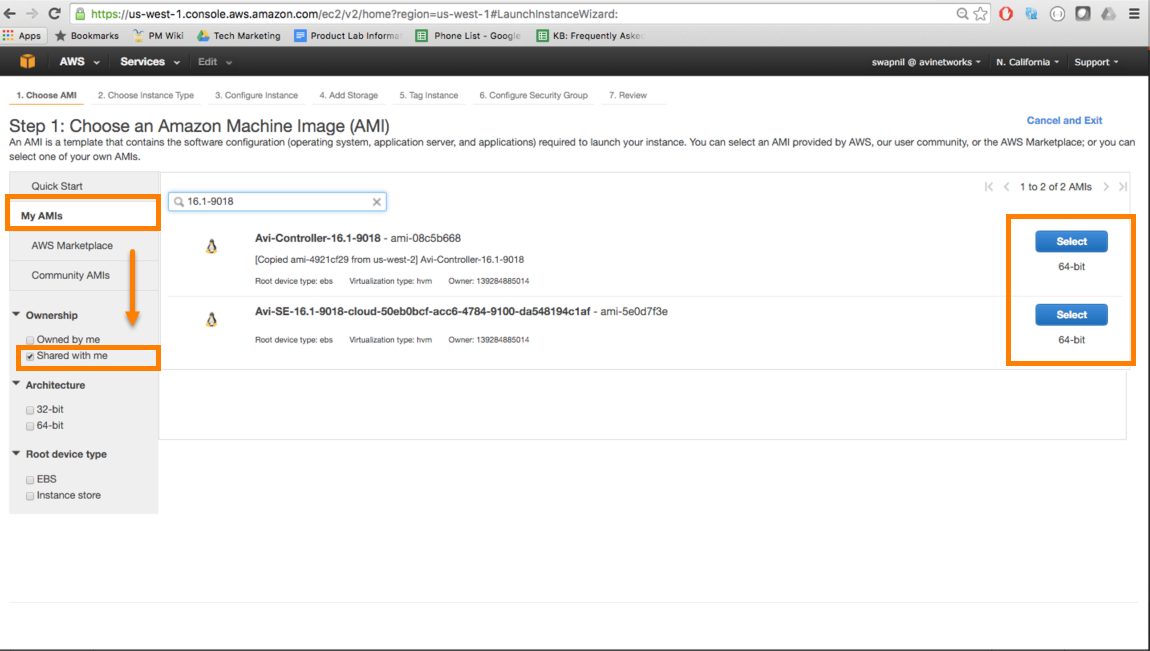 https://us-west-1.console.aws.amazon.com/ec2/v2/home?region=us-west-1#LaunchInstanceWizard:
Apps Bookmarks PM Wiki Tech Marketing Product Lab Informat Phone List - Google KB: Frequently Asked
AWS Services Edit swapnil @ avinetworks N. California Support
1. Choose AMI 2. Choose Instance Type 3. Configure Instance 4. Add Storage 5. Tag Instance 6. Configure Security Group 7. Review
Step 1: Choose an Amazon Machine Image (AMI)
Cancel and Exit
An AMI is a template that contains the software configuration (operating system, application server, and applications) required to launch your instance. You can select an AMI provided by AWS, our user community, or the AWS Marketplace; or you can
select one of your own AMIs.
Quick Start
My AMIs
AWS Marketplace
Community AMIs
Ownership
Owned by me
Shared with me
Architecture
32-bit
64-bit
Root device type
EBS
Instance store
16.1-9018
1 to 2 of 2 AMIs
Avi-Controller-16.1-9018 - ami-08c5b668
[Copied ami-4921cf29 from us-west-2] Avi-Controller-16.1-9018
Root device type: ebs Virtualization type: hvm Owner: 139284885014
Select
64-bit
Avi-SE-16.1-9018-cloud-50eb0bcf-acc6-4784-9100-da548194c1af - ami-5e0d7f3e
Root device type: ebs Virtualization type: hvm Owner: 139284885014
Select
64-bit